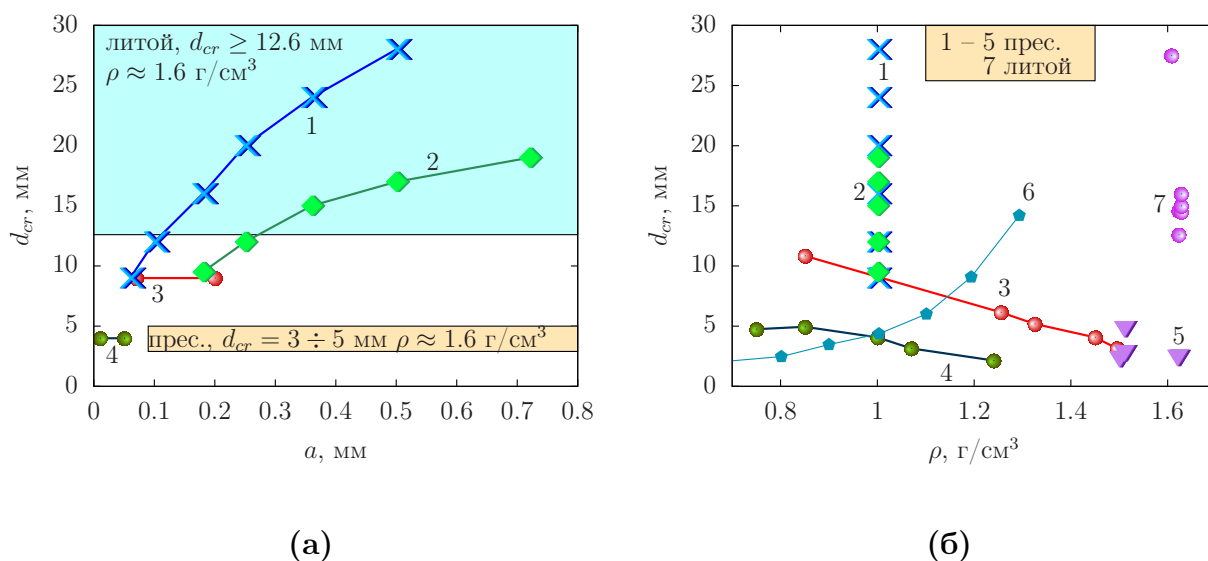 литой, d_cr ≥ 12.6 мм
ρ ≈ 1.6 г/см³
1
2
3
4
прес., d_cr = 3 ÷ 5 мм ρ ≈ 1.6 г/см³
d_cr, мм
30
25
20
15
10
5
0
0 0.1 0.2 0.3 0.4 0.5 0.6 0.7 0.8
a, мм
(а)
1 – 5 прес.
7 литой
1
2
6
7
3
5
4
d_cr, мм
30
25
20
15
10
5
0
0.8 1 1.2 1.4 1.6
ρ, г/см³
(б)